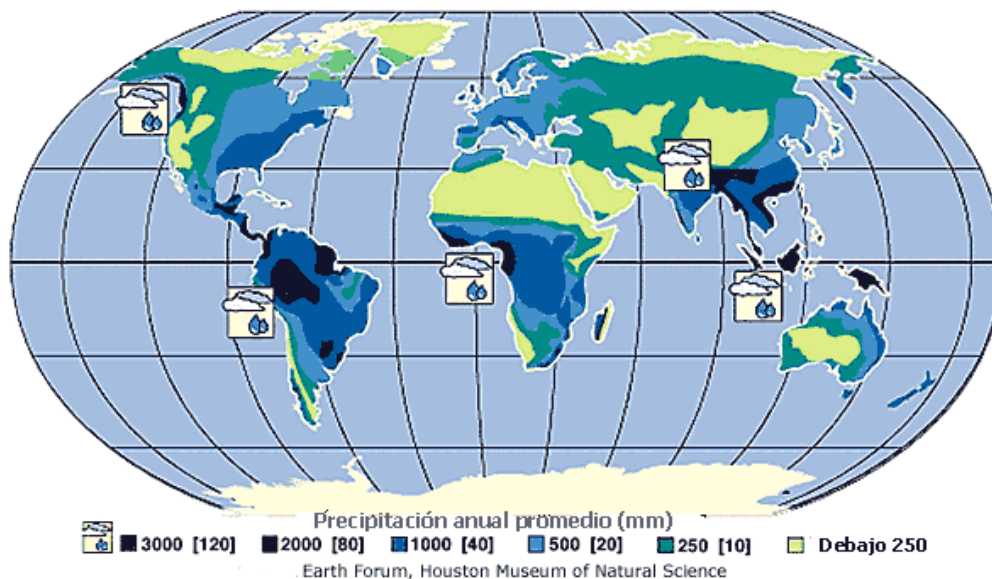 Precipitación anual promedio (mm)
3000 [120] 2000 [80] 1000 [40] 500 [20] 250 [10] Debajo 250
Earth Forum, Houston Museum of Natural Science